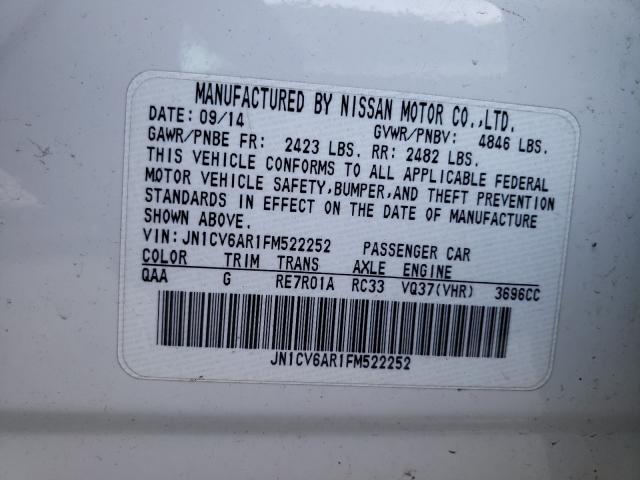 MANUFACTURED BY NISSAN MOTOR CO.,LTD.
DATE: 09/14 GVWR/PNBV: 4846 LBS.
GAWR/PNBE FR: 2423 LBS. RR: 2482 LBS.
THIS VEHICLE CONFORMS TO ALL APPLICABLE FEDERAL
MOTOR VEHICLE SAFETY,BUMPER,AND THEFT PREVENTION
STANDARDS IN EFFECT ON THE DATE OF MANUFACTURE
SHOWN ABOVE.
VIN:JN1CV6AR1FM522252 PASSENGER CAR
COLOR TRIM TRANS AXLE ENGINE
QAA G RE7R01A RC33 VQ37(VHR) 3696CC
JN1CV6AR1FM522252